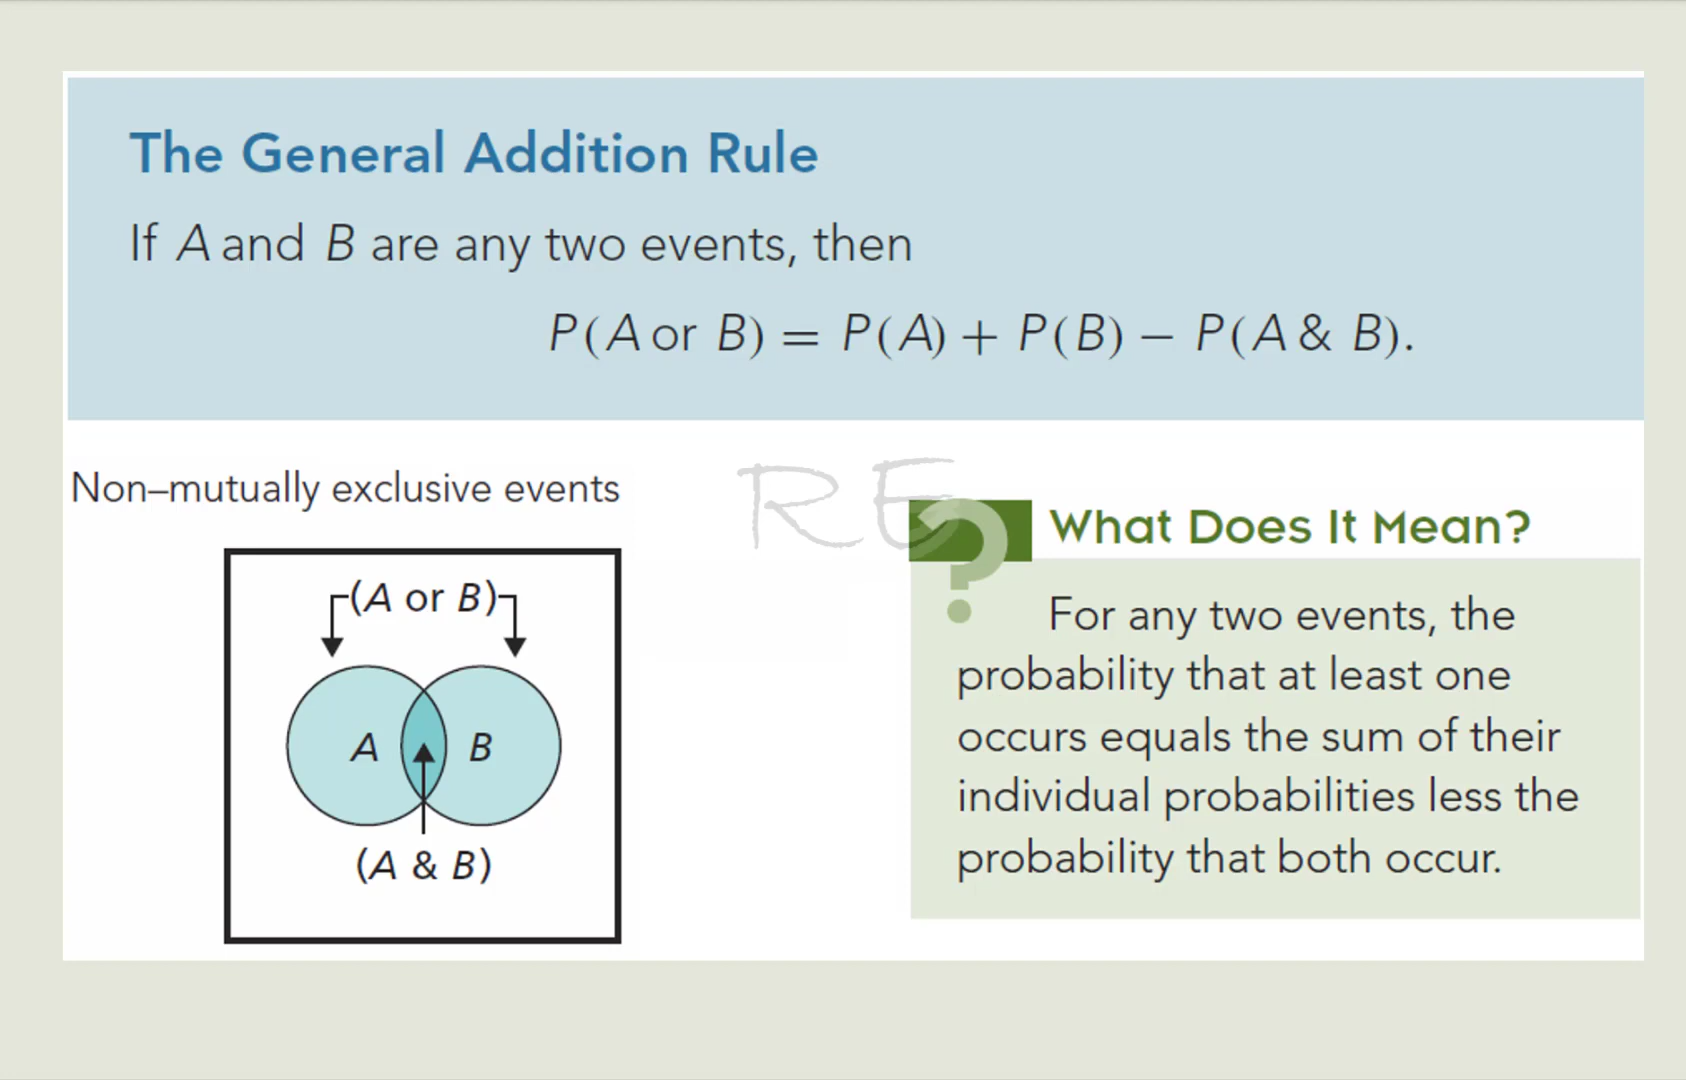 The General Addition Rule
If A and B are any two events, then
P(A or B) = P(A) + P(B) − P(A & B).
Non–mutually exclusive events
(A or B)
A
B
(A & B)
RE
?
What Does It Mean?
For any two events, the
probability that at least one
occurs equals the sum of their
individual probabilities less the
probability that both occur.